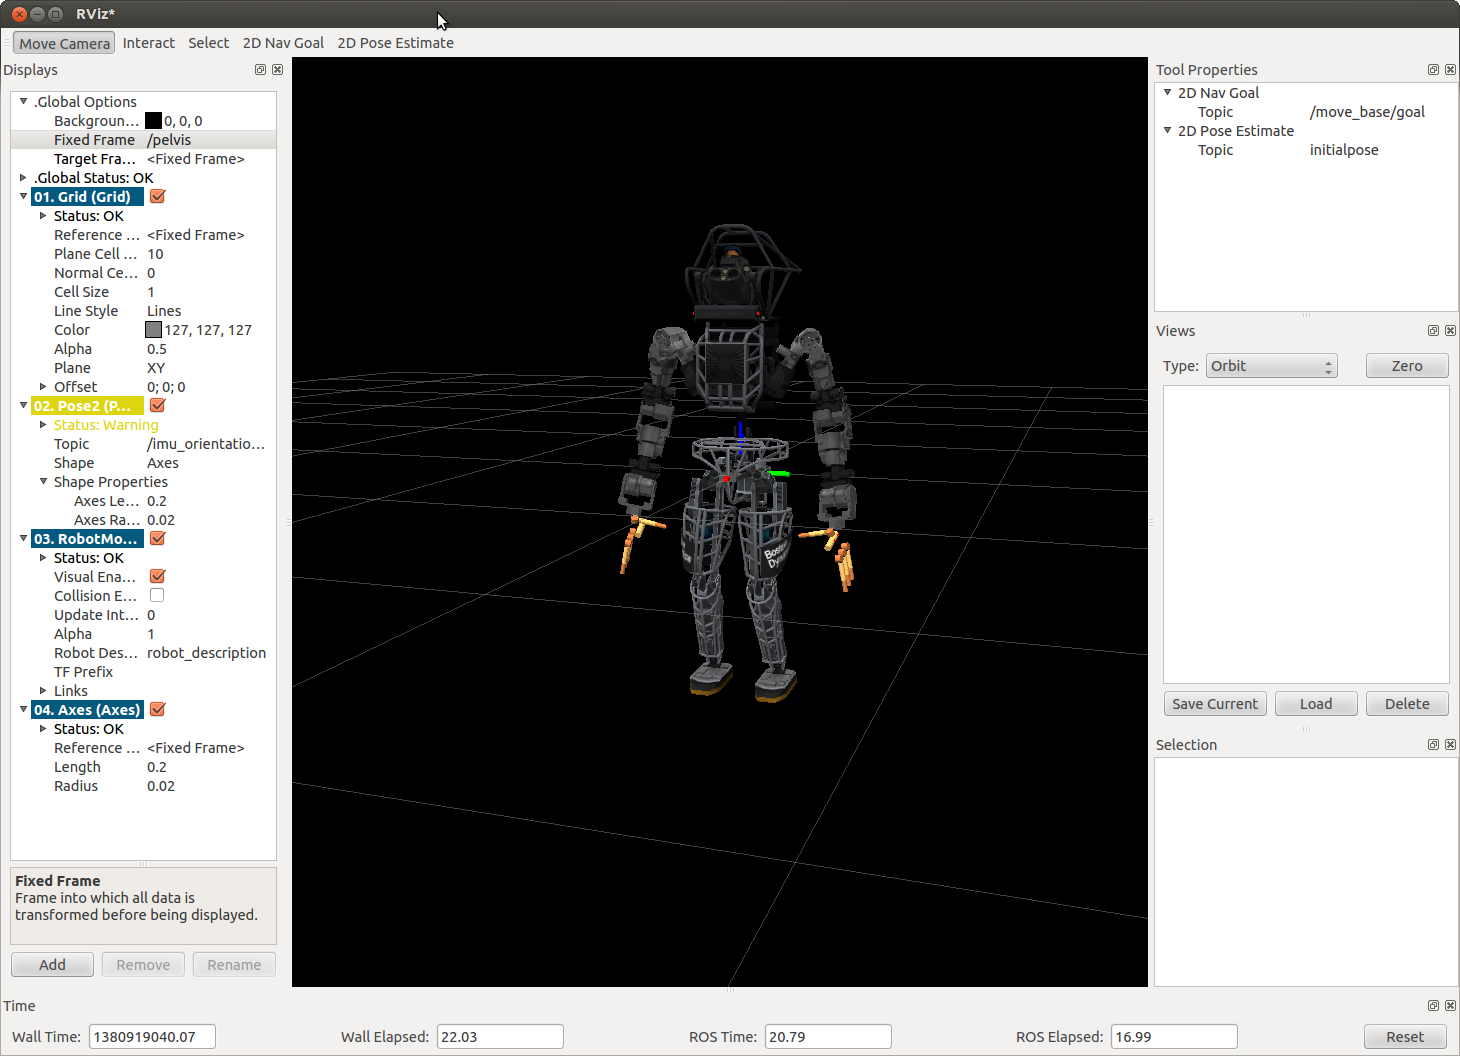 RViz*
Move Camera Interact Select 2D Nav Goal 2D Pose Estimate
Displays
.Global Options
Backgroun... 0, 0, 0
Fixed Frame /pelvis
Target Fra... <Fixed Frame>
.Global Status: OK
01. Grid (Grid)
Status: OK
Reference ... <Fixed Frame>
Plane Cell ... 10
Normal Ce... 0
Cell Size 1
Line Style Lines
Color 127, 127, 127
Alpha 0.5
Plane XY
Offset 0; 0; 0
02. Pose2 (P...
Status: Warning
Topic /imu_orientatio...
Shape Axes
Shape Properties
Axes Le... 0.2
Axes Ra... 0.02
03. RobotMo...
Status: OK
Visual Ena...
Collision E...
Update Int... 0
Alpha 1
Robot Des... robot_description
TF Prefix
Links
04. Axes (Axes)
Status: OK
Reference ... <Fixed Frame>
Length 0.2
Radius 0.02
Fixed Frame
Frame into which all data is
transformed before being displayed.
Add Remove Rename
Tool Properties
2D Nav Goal
Topic /move_base/goal
2D Pose Estimate
Topic initialpose
Views
Type: Orbit Zero
Save Current Load Delete
Selection
Time
Wall Time: 1380919040.07 Wall Elapsed: 22.03 ROS Time: 20.79 ROS Elapsed: 16.99 Reset